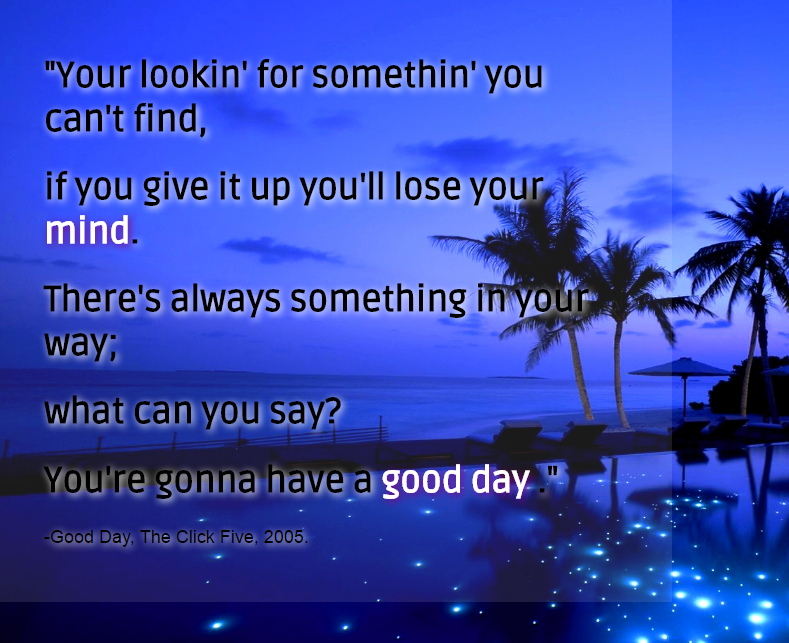 "Your lookin' for somethin' you
can't find,
if you give it up you'll lose your
mind.
There's always something in your
way;
what can you say?
You're gonna have a good day ."
-Good Day, The Click Five, 2005.